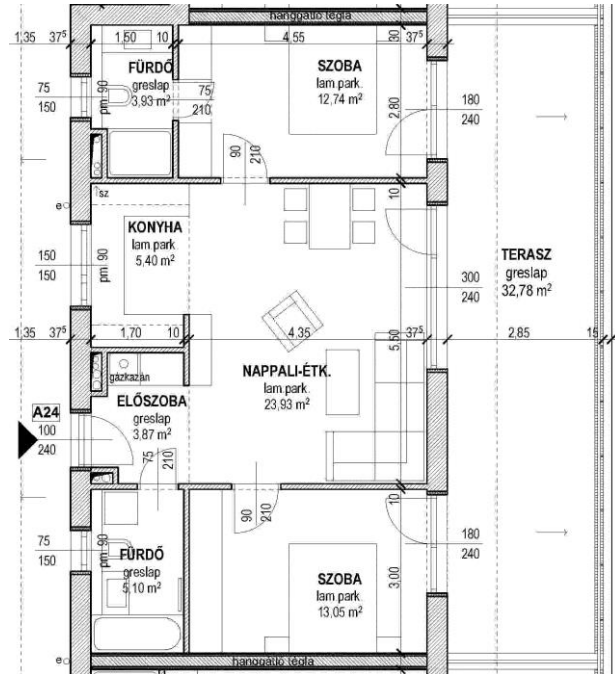 hanggátló tégla
1,35
37⁵
1,50
10
4,55
37⁵
30
FÜRDŐ
greslap
3,93 m²
75
150
pm 90
75
210
SZOBA
lam.park.
12,74 m²
2,80
180
240
90
210
10
sz
e
KONYHA
lam.park.
5,40 m²
150
150
pm 90
TERASZ
greslap
32,78 m²
300
240
1,35
37⁵
1,70
10
4,35
37⁵
5,50
2,85
15
gázkazán
NAPPALI-ÉTK.
lam.park.
23,93 m²
ELŐSZOBA
greslap
3,87 m²
A24
100
240
75
210
90
210
10
75
150
pm 90
FÜRDŐ
greslap
5,10 m²
SZOBA
lam.park.
13,05 m²
3,00
180
240
e
hanggátló tégla